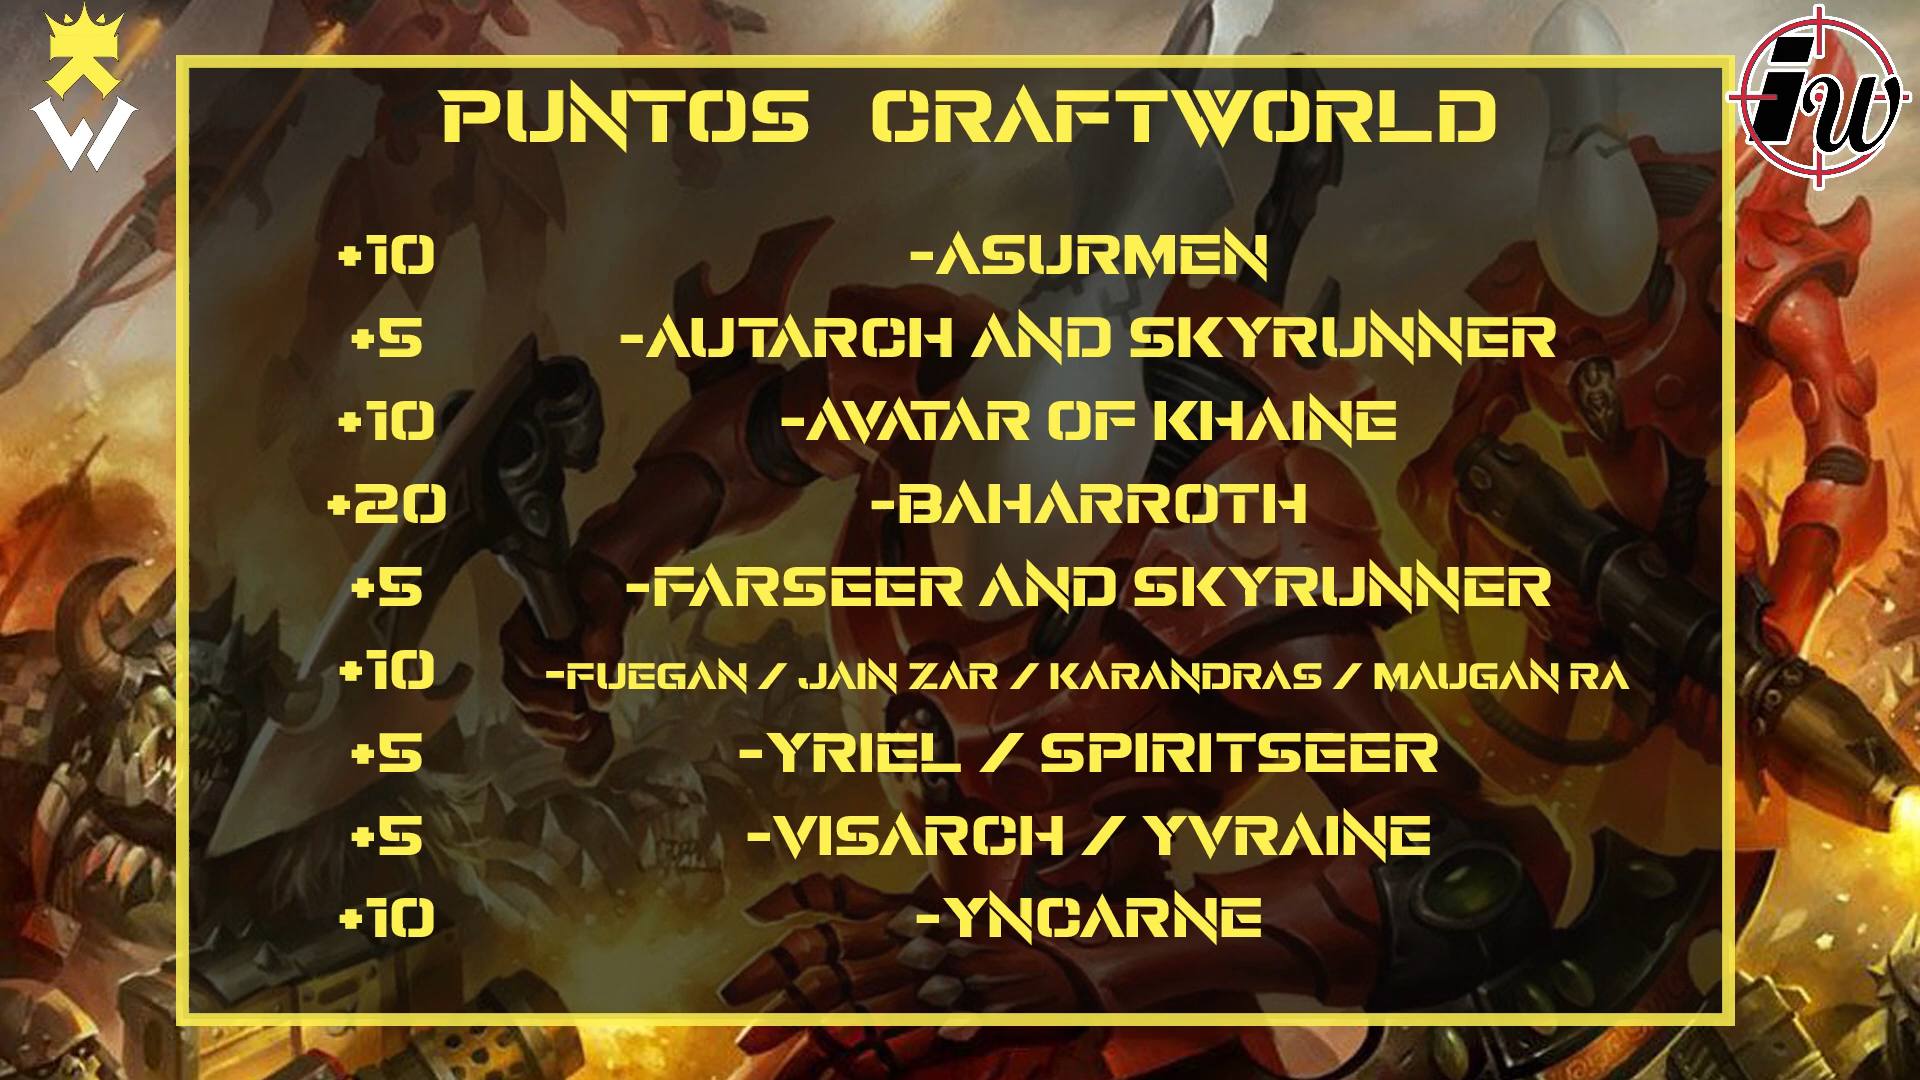 iw
PUNTOS CRAFTWORLD
+10 -ASURMEN
+5 -AUTARCH AND SKYRUNNER
+10 -AVATAR OF KHAINE
+20 -BAHARROTH
+5 -FARSEER AND SKYRUNNER
+10 -FUEGAN / JAIN ZAR / KARANDRAS / MAUGAN RA
+5 -YRIEL / SPIRITSEER
+5 -VISARCH / YVRAINE
+10 -YNCARNE